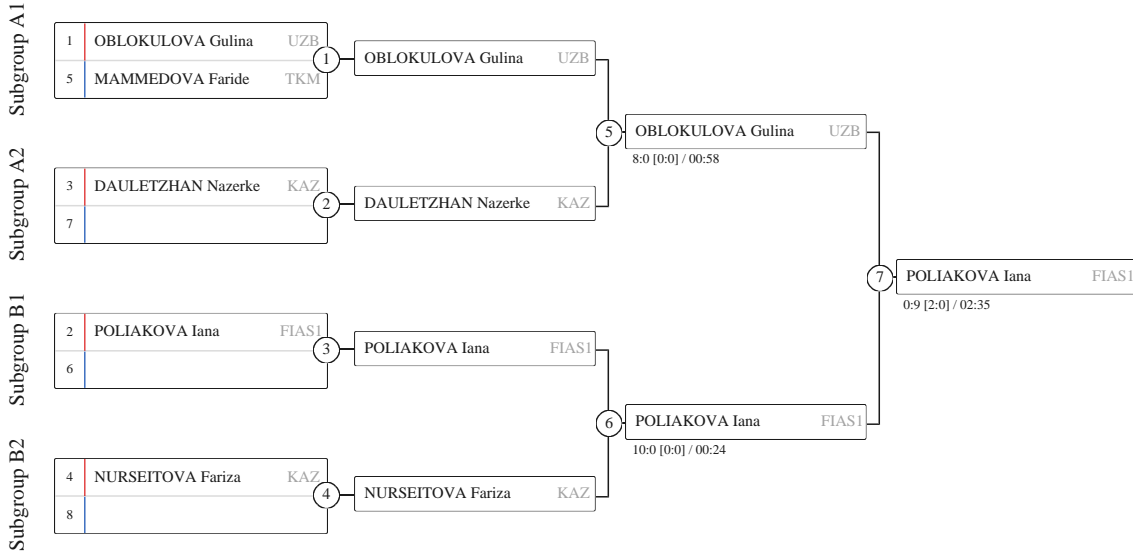 Subgroup A1
1 OBLOKULOVA Gulina UZB
5 MAMMEDOVA Faride TKM
1
OBLOKULOVA Gulina UZB
Subgroup A2
3 DAULETZHAN Nazerke KAZ
7
2
DAULETZHAN Nazerke KAZ
5
OBLOKULOVA Gulina UZB
8:0 [0:0] / 00:58
Subgroup B1
2 POLIAKOVA Iana FIAS1
6
3
POLIAKOVA Iana FIAS1
Subgroup B2
4 NURSEITOVA Fariza KAZ
8
4
NURSEITOVA Fariza KAZ
6
POLIAKOVA Iana FIAS1
10:0 [0:0] / 00:24
7
POLIAKOVA Iana FIAS1
0:9 [2:0] / 02:35